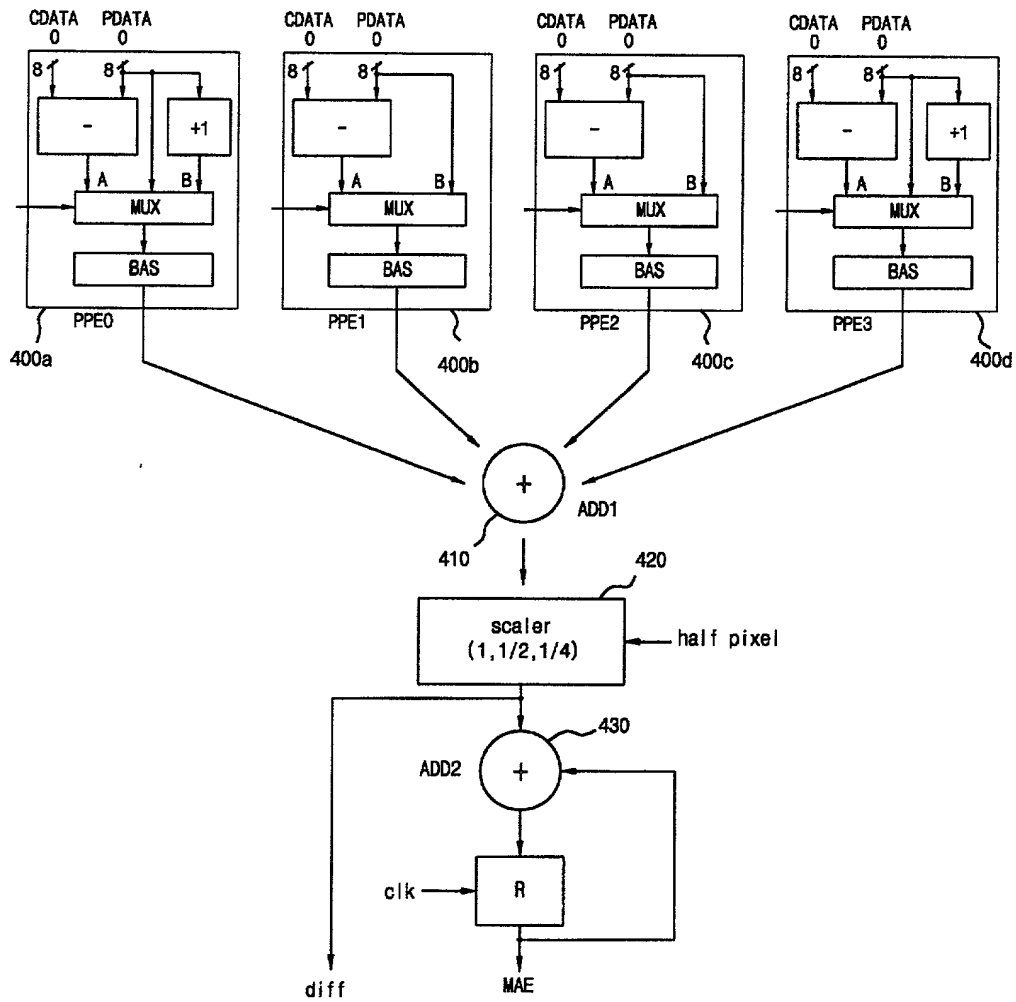 CDATA PDATA CDATA PDATA CDATA PDATA CDATA PDATA
0 0 0 0 0 0 0 0
8 8 8 8 8 8 8 8
- +1 - - - +1
A B A B A B A B
MUX MUX MUX MUX
BAS BAS BAS BAS
PPE0 PPE1 PPE2 PPE3
400a 400b 400c 400d
+
ADD1
410
420
scaler
(1,1/2,1/4)
half pixel
430
ADD2
+
clk
R
diff
MAE